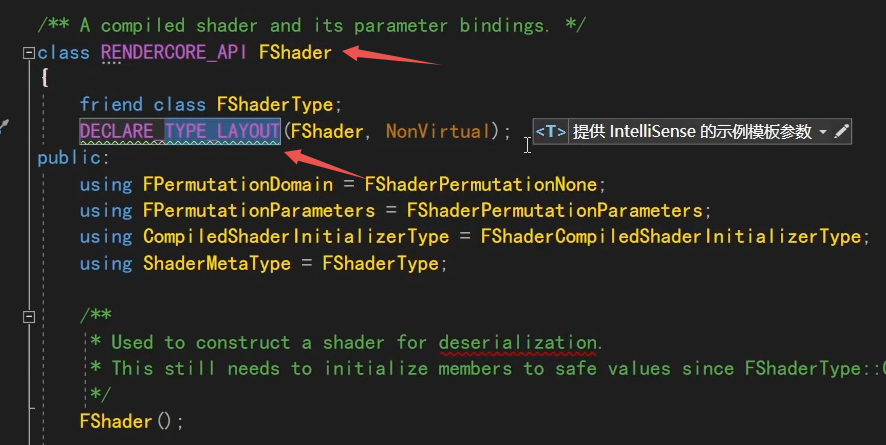 /** A compiled shader and its parameter bindings. */
class RENDERCORE_API FShader
{
friend class FShaderType;
DECLARE_TYPE_LAYOUT(FShader, NonVirtual);
<T> 提供 IntelliSense 的示例模板参数
public:
using FPermutationDomain = FShaderPermutationNone;
using FPermutationParameters = FShaderPermutationParameters;
using CompiledShaderInitializerType = FShaderCompiledShaderInitializerType;
using ShaderMetaType = FShaderType;
/**
* Used to construct a shader for deserialization.
* This still needs to initialize members to safe values since FShaderType::
*/
FShader();